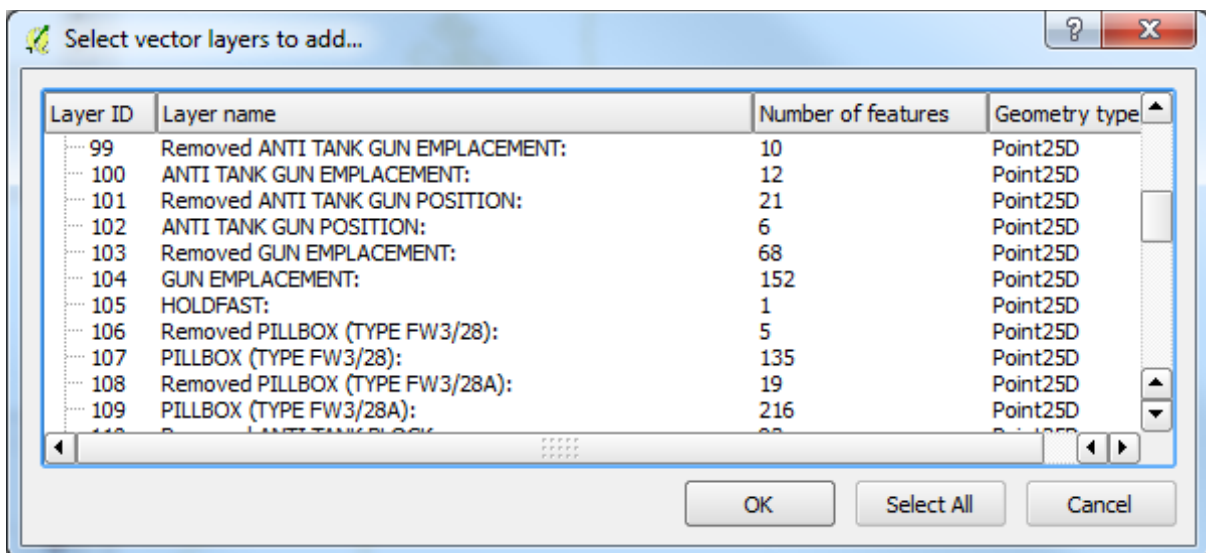 Select vector layers to add...
Layer ID Layer name Number of features Geometry type
99 Removed ANTI TANK GUN EMPLACEMENT: 10 Point25D
100 ANTI TANK GUN EMPLACEMENT: 12 Point25D
101 Removed ANTI TANK GUN POSITION: 21 Point25D
102 ANTI TANK GUN POSITION: 6 Point25D
103 Removed GUN EMPLACEMENT: 68 Point25D
104 GUN EMPLACEMENT: 152 Point25D
105 HOLDFAST: 1 Point25D
106 Removed PILLBOX (TYPE FW3/28): 5 Point25D
107 PILLBOX (TYPE FW3/28): 135 Point25D
108 Removed PILLBOX (TYPE FW3/28A): 19 Point25D
109 PILLBOX (TYPE FW3/28A): 216 Point25D
OK Select All Cancel